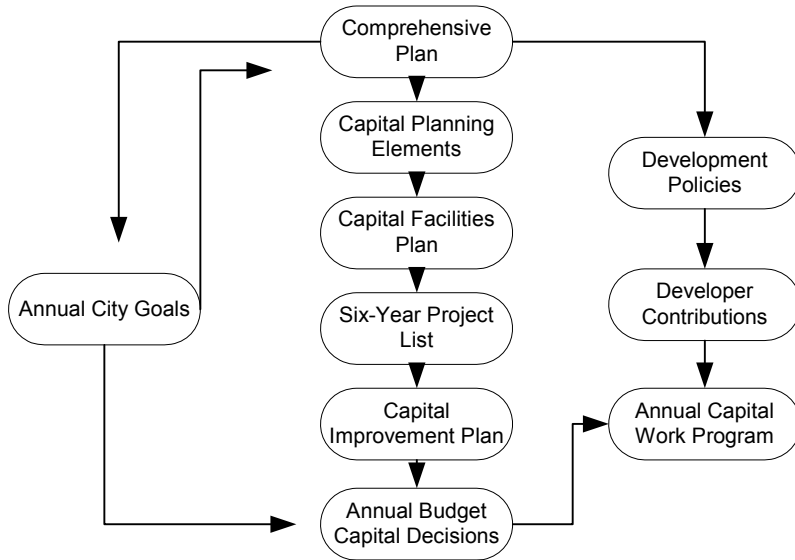 Comprehensive
Plan
Capital Planning
Elements
Development
Policies
Capital Facilities
Plan
Annual City Goals
Six-Year Project
List
Developer
Contributions
Capital
Improvement Plan
Annual Capital
Work Program
Annual Budget
Capital Decisions